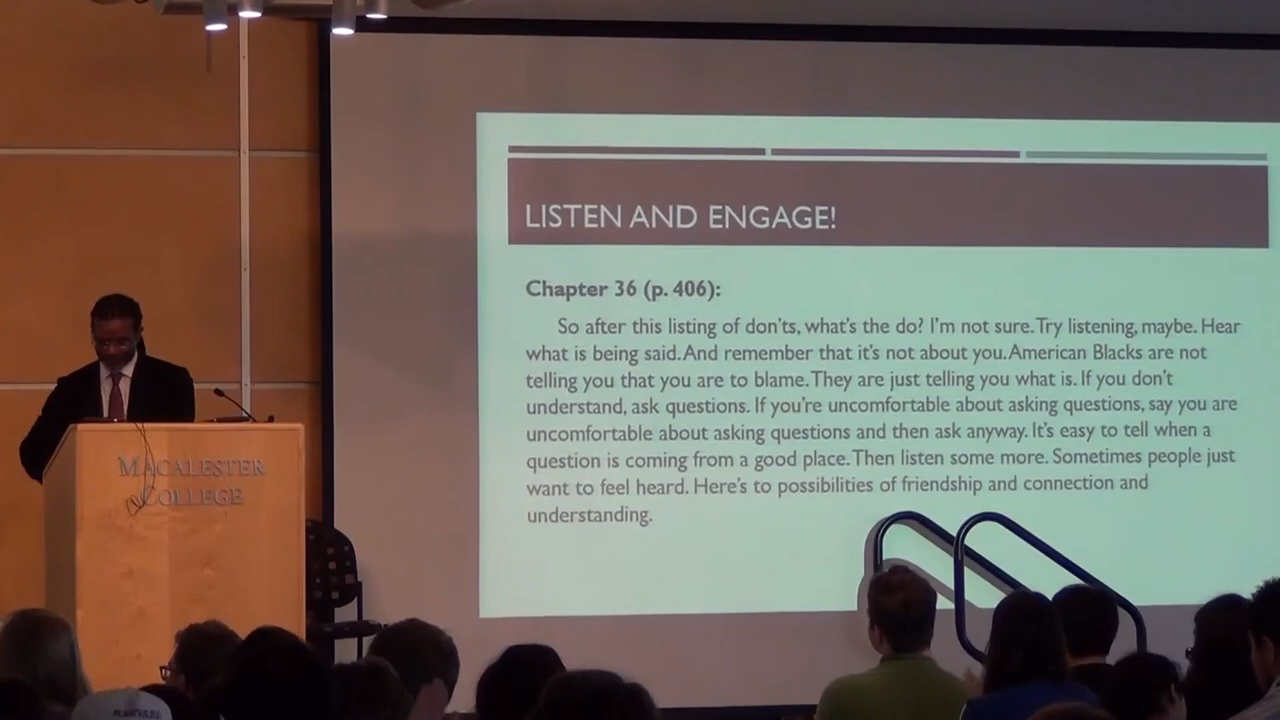 LISTEN AND ENGAGE!
Chapter 36 (p. 406):
So after this listing of don'ts, what's the do? I'm not sure. Try listening, maybe. Hear
what is being said. And remember that it's not about you. American Blacks are not
telling you that you are to blame. They are just telling you what is. If you don't
understand, ask questions. If you're uncomfortable about asking questions, say you are
uncomfortable about asking questions and then ask anyway. It's easy to tell when a
question is coming from a good place. Then listen some more. Sometimes people just
want to feel heard. Here's to possibilities of friendship and connection and
understanding.
MACALESTER
COLLEGE